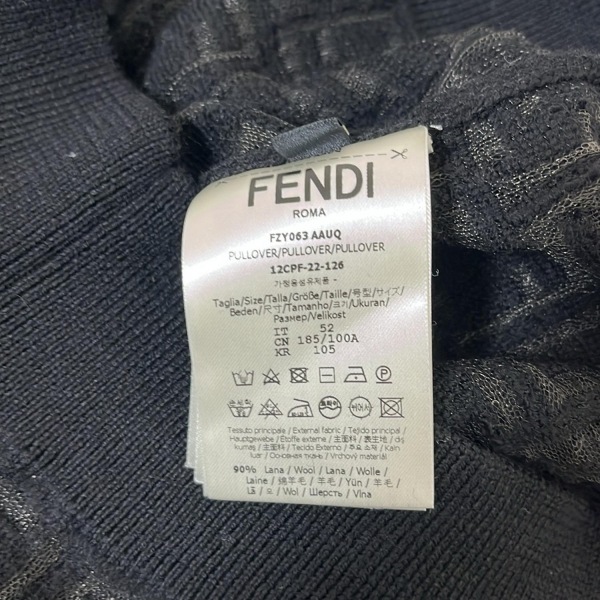 FENDI
ROMA
FZY063 AAUQ
PULLOVER/PULLOVER/PULLOVER
12CPF-22-126
가정용섬유제품 -
Taglia/Size/Talla/Größe/Taille/号型/サイズ/
Beden/尺寸/Tamanho/크기/Ukuran/
Размер/Velikost
IT 52
CN 185/100A
KR 105
Tessuto principale / External fabric / Tejido principal /
Hauptgewebe / Étoffe externe / 主面料 / 表生地 / dış
kumaş / 主面料 / Tecido Externo / 주요 소재 / Kain
luar / Основная ткань / Vrchový materiál
90% Lana / Wool / Lana / Wolle /
Laine / 绵羊毛 / 羊毛 / Yün / 羊毛 /
Lã / 모 / Wol / Шерсть / Vlna